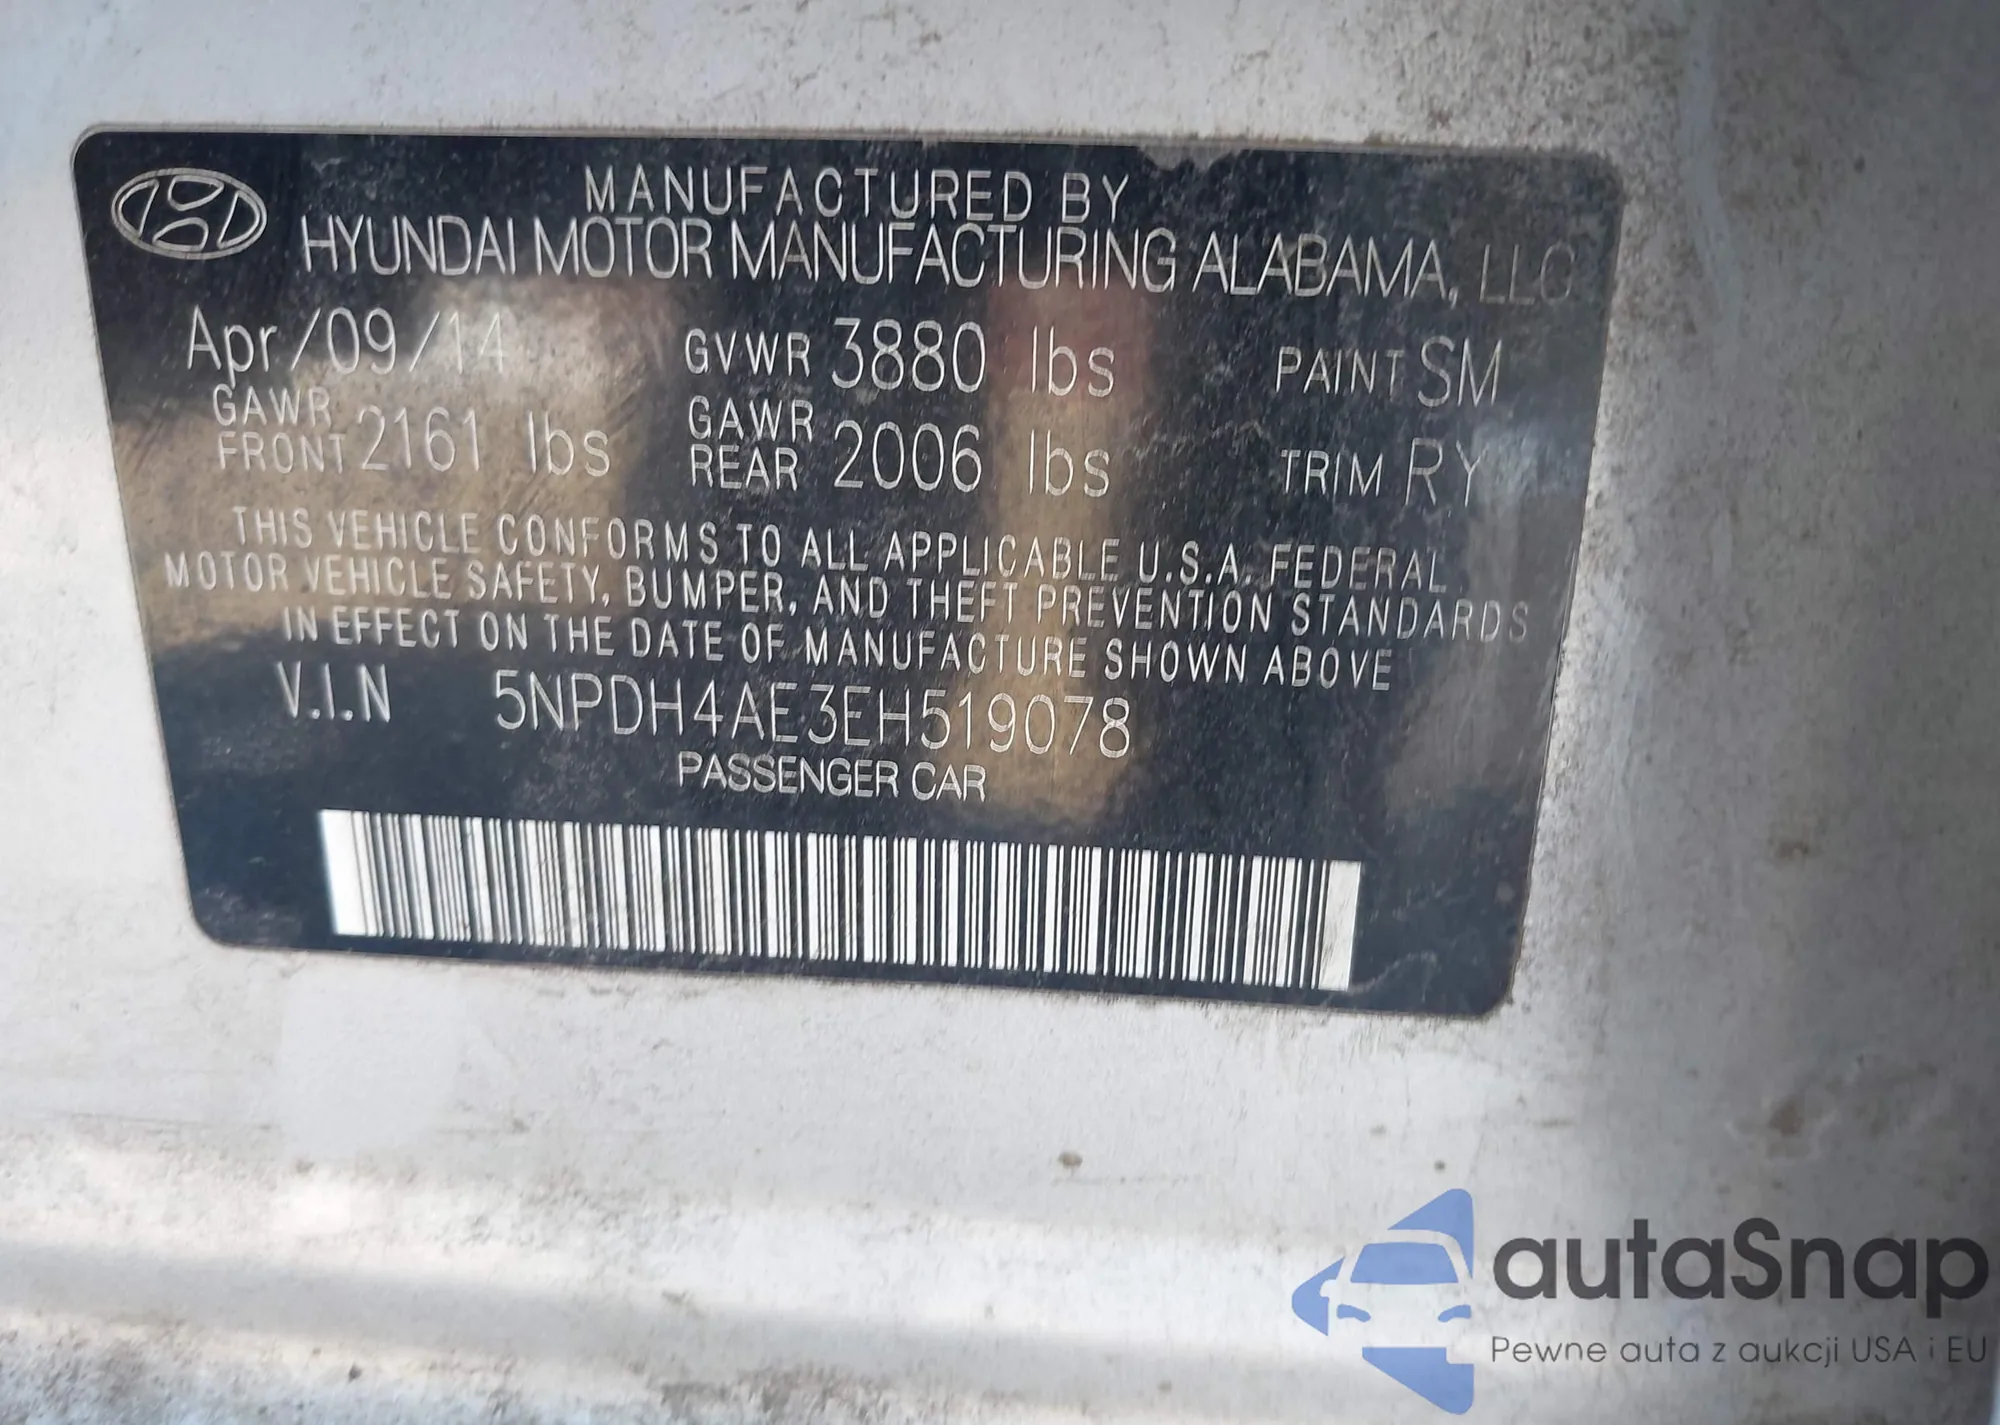 MANUFACTURED BY
HYUNDAI MOTOR MANUFACTURING ALABAMA, LLC
Apr/09/14 GVWR 3880 lbs PAINT SM
GAWR FRONT 2161 lbs GAWR REAR 2006 lbs TRIM RY
THIS VEHICLE CONFORMS TO ALL APPLICABLE U.S.A. FEDERAL
MOTOR VEHICLE SAFETY, BUMPER, AND THEFT PREVENTION STANDARDS
IN EFFECT ON THE DATE OF MANUFACTURE SHOWN ABOVE
V.I.N 5NPDH4AE3EH519078
PASSENGER CAR
autaSnap
Pewne auta z aukcji USA i EU